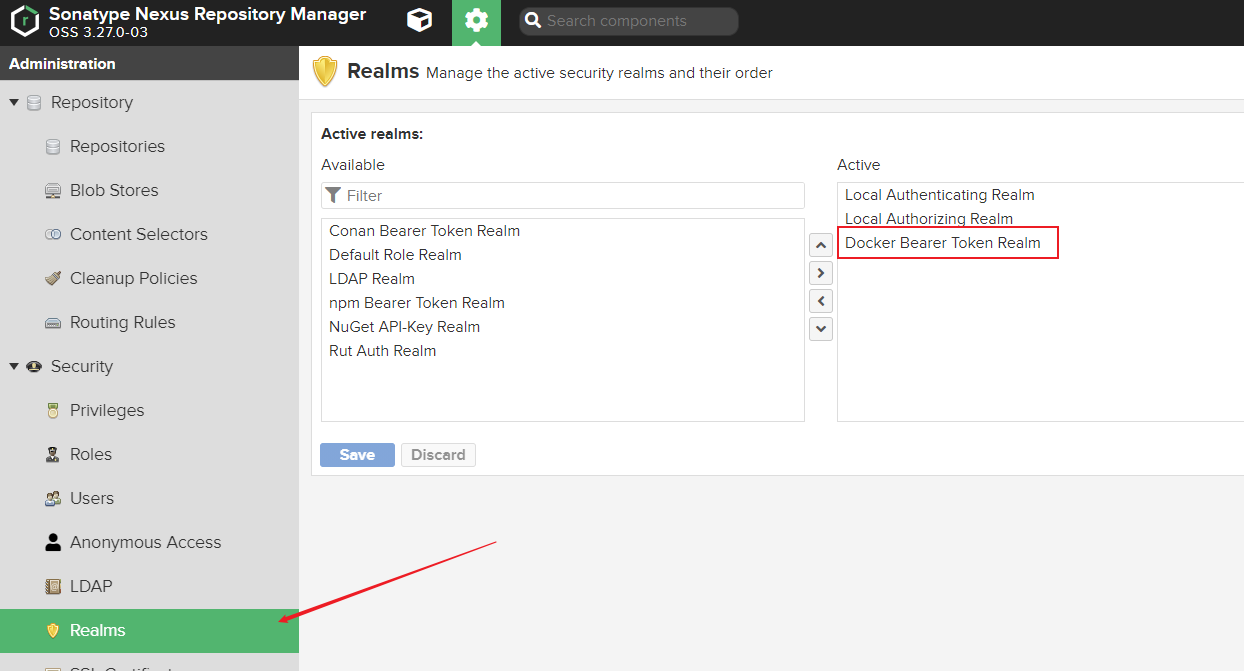 Sonatype Nexus Repository Manager
OSS 3.27.0-03
Search components
Administration
Repository
Repositories
Blob Stores
Content Selectors
Cleanup Policies
Routing Rules
Security
Privileges
Roles
Users
Anonymous Access
LDAP
Realms
Realms Manage the active security realms and their order
Active realms:
Available
Filter
Conan Bearer Token Realm
Default Role Realm
LDAP Realm
npm Bearer Token Realm
NuGet API-Key Realm
Rut Auth Realm
Active
Local Authenticating Realm
Local Authorizing Realm
Docker Bearer Token Realm
Save
Discard